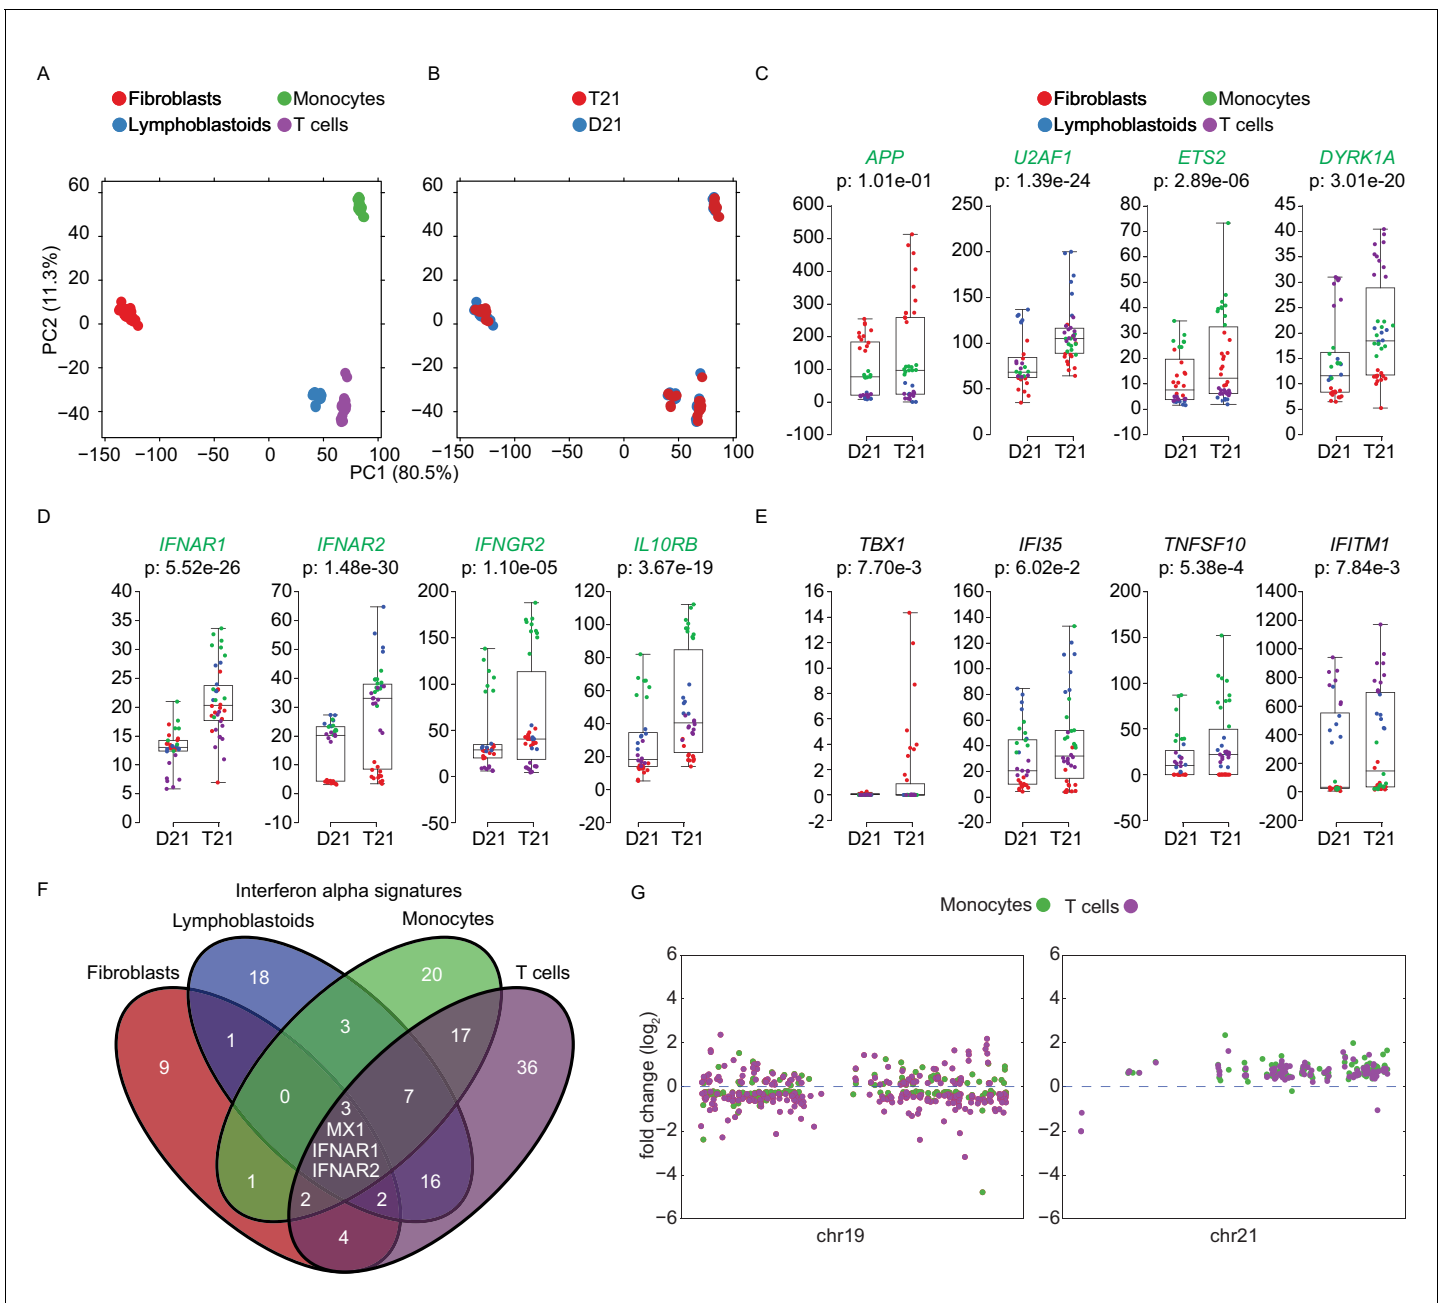 A
Fibroblasts Monocytes
Lymphoblastoids T cells
60
40
20
0
−20
−40
PC2 (11.3%)
−150 −100 −50 0 50 100
B
T21
D21
60
40
20
0
−20
−40
−150 −100 −50 0 50 100
PC1 (80.5%)
C
Fibroblasts Monocytes
Lymphoblastoids T cells
APP
p: 1.01e-01
600
500
400
300
200
100
0
-100
D21 T21
U2AF1
p: 1.39e-24
250
200
150
100
50
0
D21 T21
ETS2
p: 2.89e-06
80
70
60
50
40
30
20
10
0
-10
D21 T21
DYRK1A
p: 3.01e-20
45
40
35
30
25
20
15
10
5
0
D21 T21
D
IFNAR1
p: 5.52e-26
40
35
30
25
20
15
10
5
0
D21 T21
IFNAR2
p: 1.48e-30
70
60
50
40
30
20
10
0
-10
D21 T21
IFNGR2
p: 1.10e-05
200
150
100
50
0
-50
D21 T21
IL10RB
p: 3.67e-19
120
100
80
60
40
20
0
-20
D21 T21
E
TBX1
p: 7.70e-3
16
14
12
10
8
6
4
2
0
-2
D21 T21
IFI35
p: 6.02e-2
160
140
120
100
80
60
40
20
0
-20
D21 T21
TNFSF10
p: 5.38e-4
200
150
100
50
0
-50
D21 T21
IFITM1
p: 7.84e-3
1400
1200
1000
800
600
400
200
0
-200
D21 T21
F
Interferon alpha signatures
Lymphoblastoids Monocytes
Fibroblasts T cells
18 20
3
1 17
9 36
0 7
3
MX1
IFNAR1
IFNAR2
1 16
2 2
4
G
Monocytes T cells
6
4
2
0
−2
−4
−6
fold change (log2)
chr19
6
4
2
0
−2
−4
−6
chr21